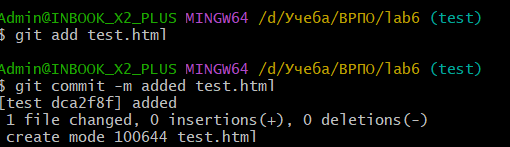 Admin@INBOOK_X2_PLUS MINGW64 /d/Учеба/ВРПО/lab6 (test)
$ git add test.html
Admin@INBOOK_X2_PLUS MINGW64 /d/Учеба/ВРПО/lab6 (test)
$ git commit -m added test.html
[test dca2f8f] added
 1 file changed, 0 insertions(+), 0 deletions(-)
 create mode 100644 test.html